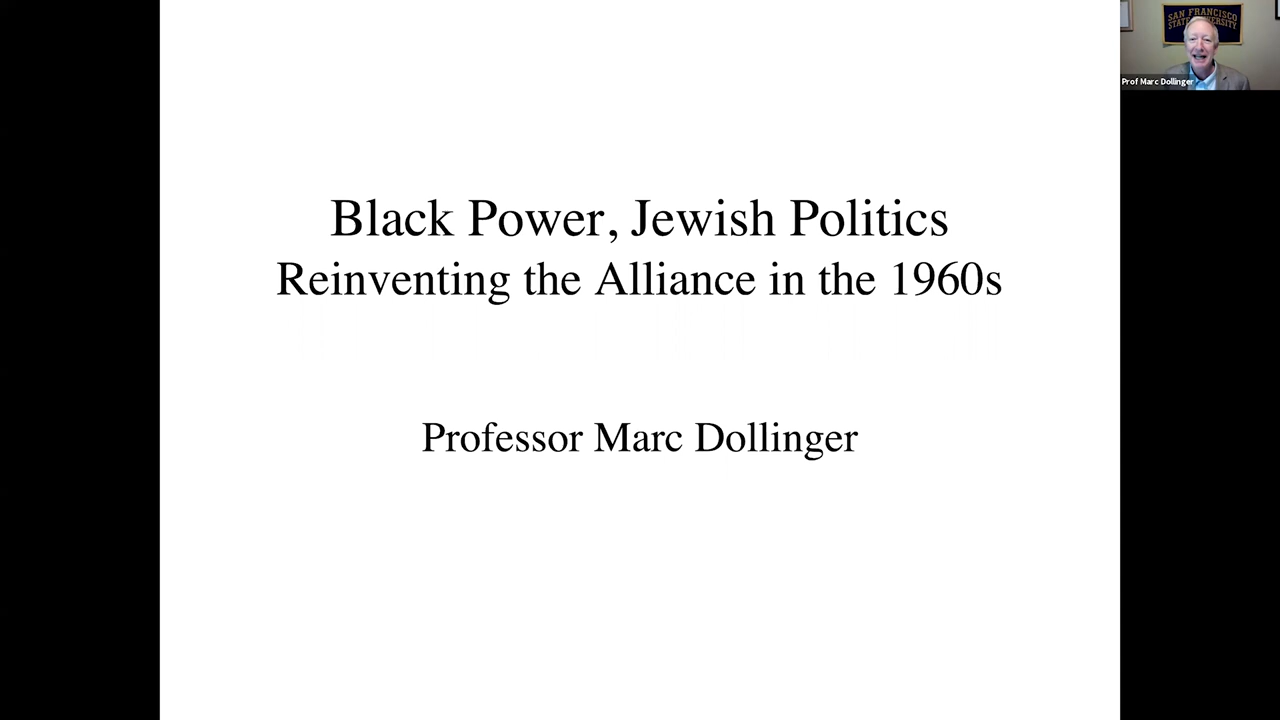 Black Power, Jewish Politics
Reinventing the Alliance in the 1960s
Professor Marc Dollinger
SAN FRANCISCO
STATE UNIVERSITY
Prof Marc Dollinger